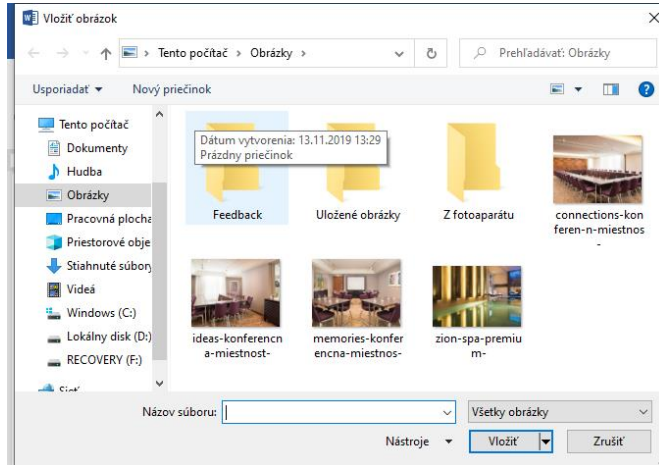 Vložiť obrázok
Tento počítač > Obrázky >
Prehľadávať: Obrázky
Usporiadať
Nový priečinok
Tento počítač
Dokumenty
Hudba
Obrázky
Pracovná plocha
Priestorové obje
Stiahnuté súbory
Videá
Windows (C:)
Lokálny disk (D:)
RECOVERY (F:)
Sieť
Dátum vytvorenia: 13.11.2019 13:29
Prázdny priečinok
Feedback
Uložené obrázky
Z fotoaparátu
connections-kon
feren-n-miestnos
-
ideas-konferencn
a-miestnost-
memories-konfer
encna-miestnos-
zion-spa-premiu
m-
Názov súboru:
Všetky obrázky
Nástroje
Vložiť
Zrušiť